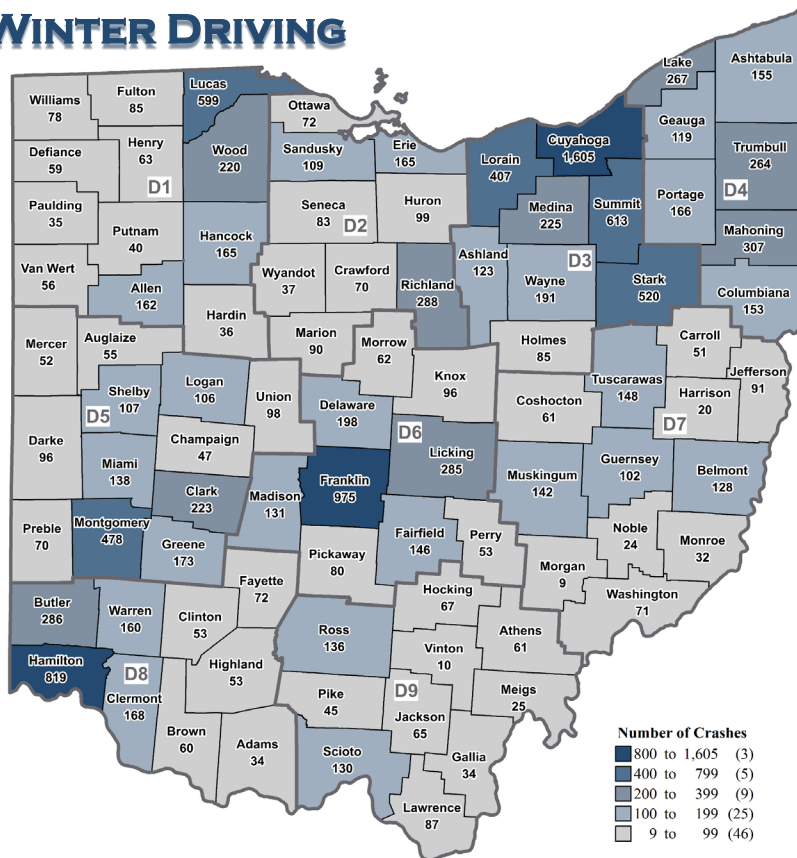 WINTER DRIVING
Williams
78
Fulton
85
Lucas
599
Ottawa
72
Lake
267
Ashtabula
155
Defiance
59
Henry
63
D1
Wood
220
Sandusky
109
Erie
165
Lorain
407
Cuyahoga
1,605
Geauga
119
Trumbull
264
D4
Paulding
35
Putnam
40
Hancock
165
Seneca
83
D2
Huron
99
Medina
225
Summit
613
Portage
166
Mahoning
307
Van Wert
56
Allen
162
Wyandot
37
Crawford
70
Richland
288
Ashland
123
Wayne
191
D3
Stark
520
Columbiana
153
Mercer
52
Auglaize
55
Hardin
36
Marion
90
Morrow
62
Holmes
85
Carroll
51
Jefferson
91
Shelby
107
D5
Logan
106
Union
98
Delaware
198
Knox
96
Coshocton
61
Tuscarawas
148
Harrison
20
D7
Darke
96
Champaign
47
D6
Licking
285
Miami
138
Clark
223
Madison
131
Franklin
975
Muskingum
142
Guernsey
102
Belmont
128
Preble
70
Montgomery
478
Greene
173
Fairfield
146
Perry
53
Noble
24
Monroe
32
Pickaway
80
Morgan
9
Fayette
72
Hocking
67
Washington
71
Butler
286
Warren
160
Clinton
53
Ross
136
Athens
61
Vinton
10
Hamilton
819
D8
Clermont
168
Highland
53
Pike
45
D9
Jackson
65
Meigs
25
Brown
60
Adams
34
Scioto
130
Gallia
34
Lawrence
87
Number of Crashes
800 to 1,605 (3)
400 to 799 (5)
200 to 399 (9)
100 to 199 (25)
9 to 99 (46)